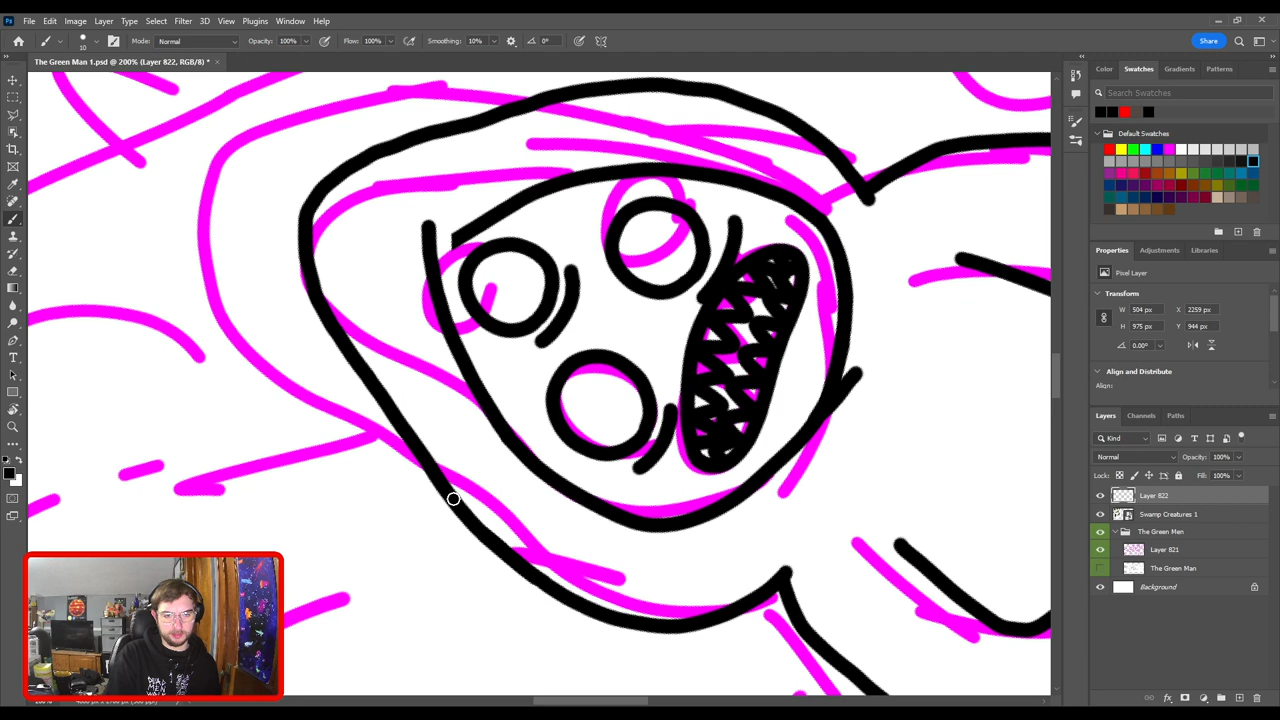 Ps File Edit Image Layer Type Select Filter 3D View Plugins Window Help
10 Mode: Normal Opacity: 100% Flow: 100% Smoothing: 10% 0° Share
The Green Man 1.psd @ 200% (Layer 822, RGB/8) * ×
Color Swatches Gradients Patterns
Search Swatches
Default Swatches
Properties Adjustments Libraries
Pixel Layer
Transform
W 504 px X 2259 px
H 975 px Y 944 px
0.00°
Align and Distribute
Align:
Layers Channels Paths
Kind
Normal Opacity: 100%
Lock: Fill: 100%
Layer 822
Swamp Creatures 1
The Green Men
Layer 821
The Green Man
Background
DEAD
MEN